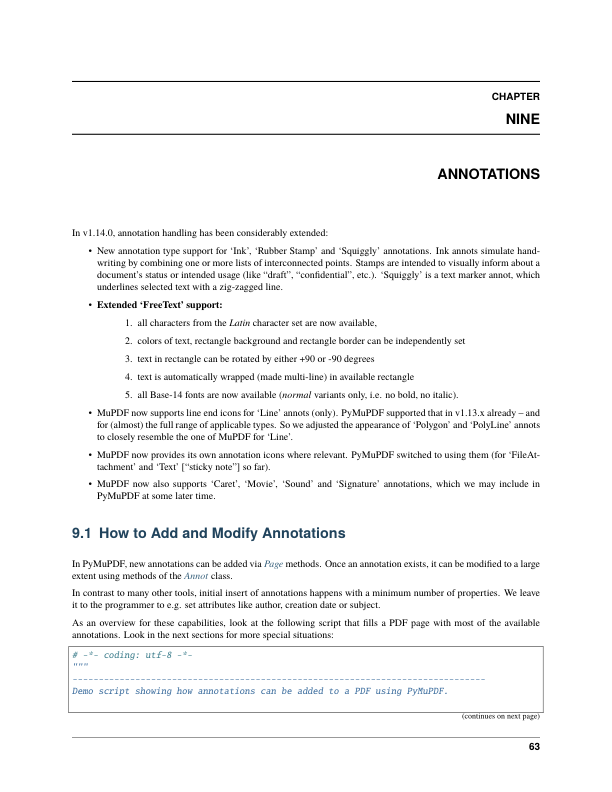 CHAPTER
NINE
ANNOTATIONS
In v1.14.0, annotation handling has been considerably extended:
• New annotation type support for ‘Ink’, ‘Rubber Stamp’ and ‘Squiggly’ annotations. Ink annots simulate hand-
writing by combining one or more lists of interconnected points. Stamps are intended to visually inform about a
document’s status or intended usage (like “draft”, “confidential”, etc.). ‘Squiggly’ is a text marker annot, which
underlines selected text with a zig-zagged line.
• Extended ‘FreeText’ support:
1. all characters from the Latin character set are now available,
2. colors of text, rectangle background and rectangle border can be independently set
3. text in rectangle can be rotated by either +90 or -90 degrees
4. text is automatically wrapped (made multi-line) in available rectangle
5. all Base-14 fonts are now available (normal variants only, i.e. no bold, no italic).
• MuPDF now supports line end icons for ‘Line’ annots (only). PyMuPDF supported that in v1.13.x already – and
for (almost) the full range of applicable types. So we adjusted the appearance of ‘Polygon’ and ‘PolyLine’ annots
to closely resemble the one of MuPDF for ‘Line’.
• MuPDF now provides its own annotation icons where relevant. PyMuPDF switched to using them (for ‘FileAt-
tachment’ and ‘Text’ [“sticky note”] so far).
• MuPDF now also supports ‘Caret’, ‘Movie’, ‘Sound’ and ‘Signature’ annotations, which we may include in
PyMuPDF at some later time.
9.1 How to Add and Modify Annotations
In PyMuPDF, new annotations can be added via Page methods. Once an annotation exists, it can be modified to a large
extent using methods of the Annot class.
In contrast to many other tools, initial insert of annotations happens with a minimum number of properties. We leave
it to the programmer to e.g. set attributes like author, creation date or subject.
As an overview for these capabilities, look at the following script that fills a PDF page with most of the available
annotations. Look in the next sections for more special situations:
# -*- coding: utf-8 -*-
"""
-------------------------------------------------------------------------------
Demo script showing how annotations can be added to a PDF using PyMuPDF.
(continues on next page)
63